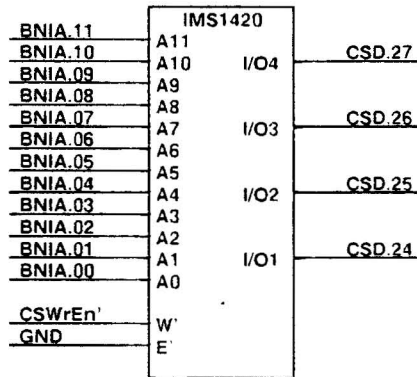 IMS1420
BNIA.11 A11
BNIA.10 A10 I/O4 CSD.27
BNIA.09 A9
BNIA.08 A8
BNIA.07 A7 I/O3 CSD.26
BNIA.06 A6
BNIA.05 A5
BNIA.04 A4 I/O2 CSD.25
BNIA.03 A3
BNIA.02 A2
BNIA.01 A1 I/O1 CSD.24
BNIA.00 A0
CSWrEn' W'
GND E'